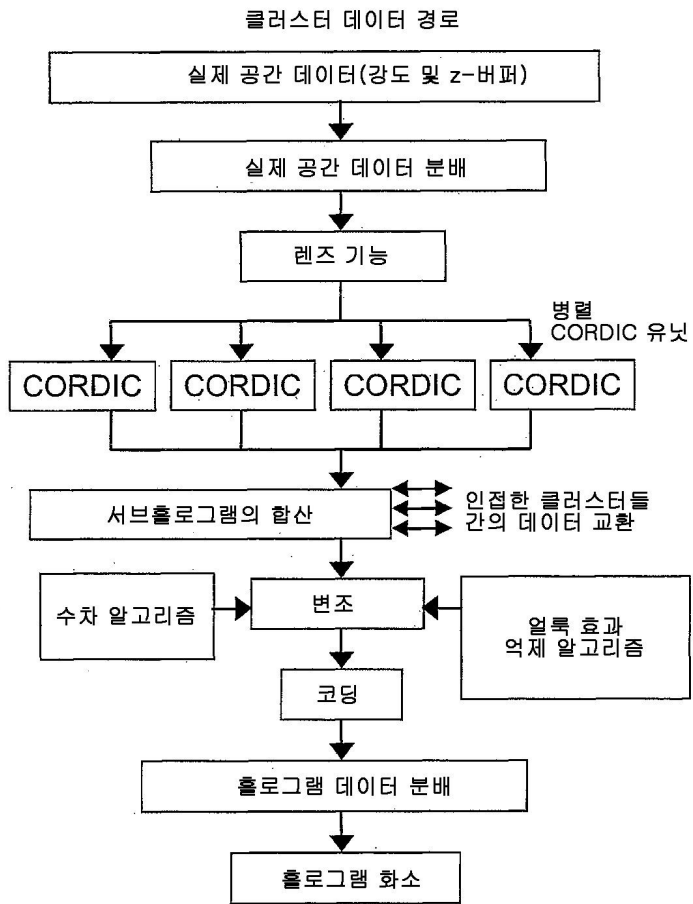 클러스터 데이터 경로
실제 공간 데이터(강도 및 z-버퍼)
실제 공간 데이터 분배
렌즈 기능
병렬
CORDIC 유닛
CORDIC
CORDIC
CORDIC
CORDIC
서브홀로그램의 합산
인접한 클러스터들
간의 데이터 교환
수차 알고리즘
변조
얼룩 효과
억제 알고리즘
코딩
홀로그램 데이터 분배
홀로그램 화소